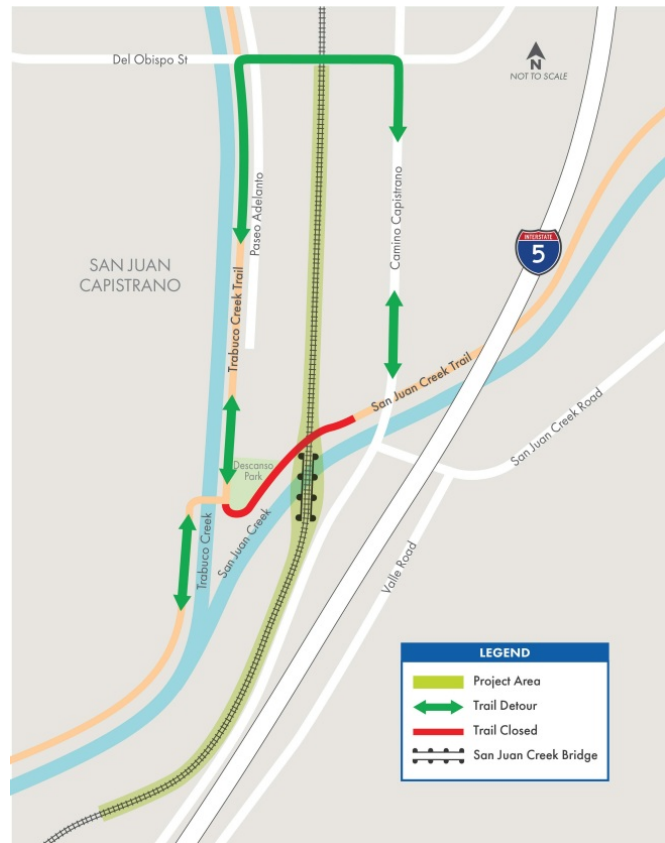 Del Obispo St
N
NOT TO SCALE
Paseo Adelanto
Camino Capistrano
INTERSTATE
5
SAN JUAN
CAPISTRANO
Trabuco Creek Trail
San Juan Creek Trail
San Juan Creek Road
Descanso
Park
Trabuco Creek
San Juan Creek
Valle Road
LEGEND
Project Area
Trail Detour
Trail Closed
San Juan Creek Bridge